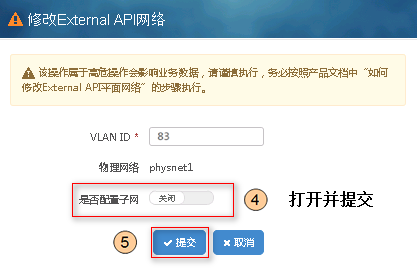 修改External API网络
该操作属于高危操作会影响业务数据，请谨慎执行，务必按照产品文中“如何
修改External API平面网络”的步骤执行。
VLAN ID * 83
物理网络 physnet1
是否配置子网 关闭 4 打开并提交
5 提交 取消